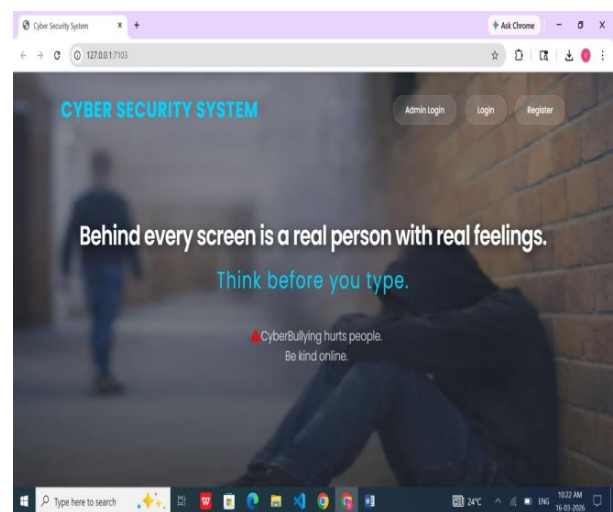 Cyber Security System
Ask Chrome
127.0.0.1:7103
CYBER SECURITY SYSTEM
Admin Login
Login
Register
Behind every screen is a real person with real feelings.
Think before you type.
CyberBullying hurts people.
Be kind online.
Type here to search
24°C
ENG
10:22 AM
16-03-2026